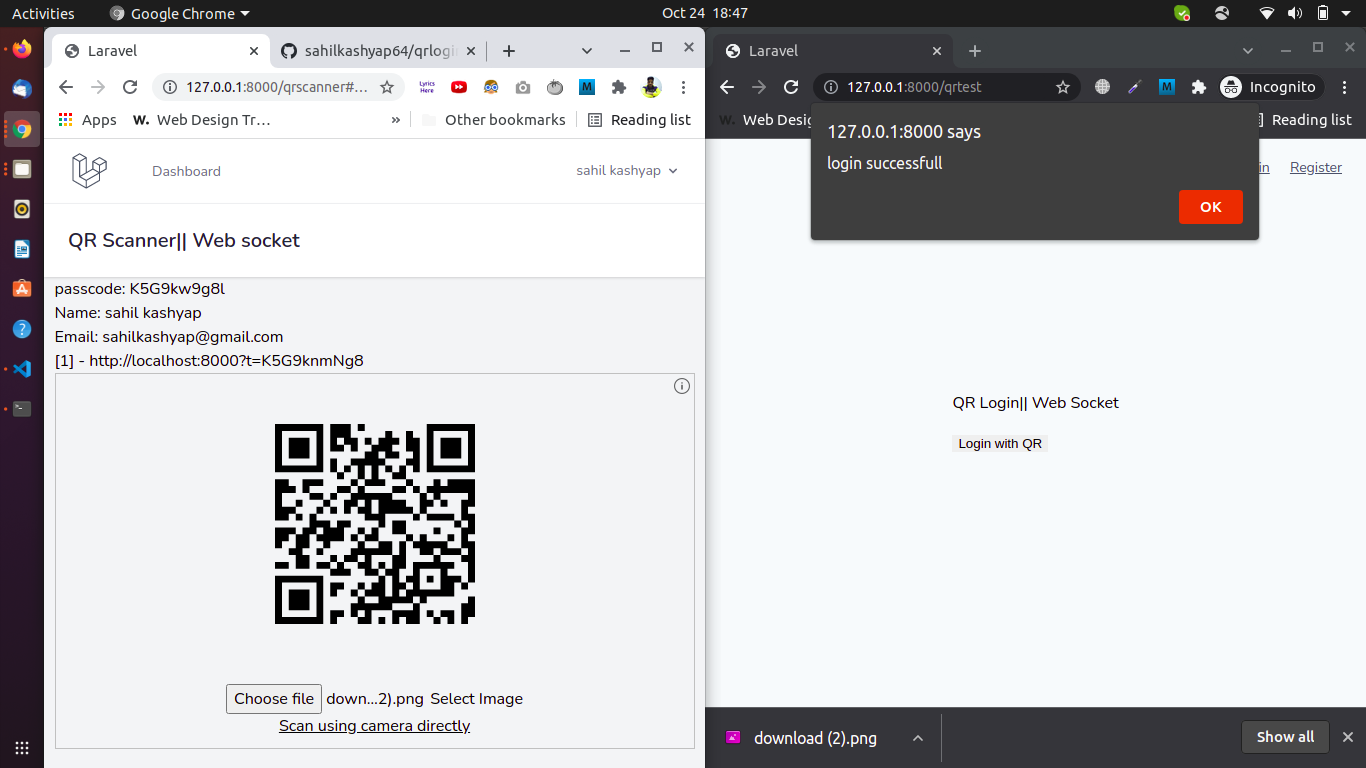 Activities
Google Chrome
Oct 24 18:47
Laravel
sahilkashyap64/qrlogi
127.0.0.1:8000/qrscanner#...
Lyrics Here
M
Apps
W. Web Design Tr...
»
Other bookmarks
Reading list
Dashboard
sahil kashyap
QR Scanner|| Web socket
passcode: K5G9kw9g8l
Name: sahil kashyap
Email: sahilkashyap@gmail.com
[1] - http://localhost:8000?t=K5G9knmNg8
Choose file down...2).png Select Image
Scan using camera directly
Laravel
127.0.0.1:8000/qrtest
M
Incognito
W. Web Desig
Reading list
127.0.0.1:8000 says
login successfull
OK
in
Register
QR Login|| Web Socket
Login with QR
download (2).png
Show all